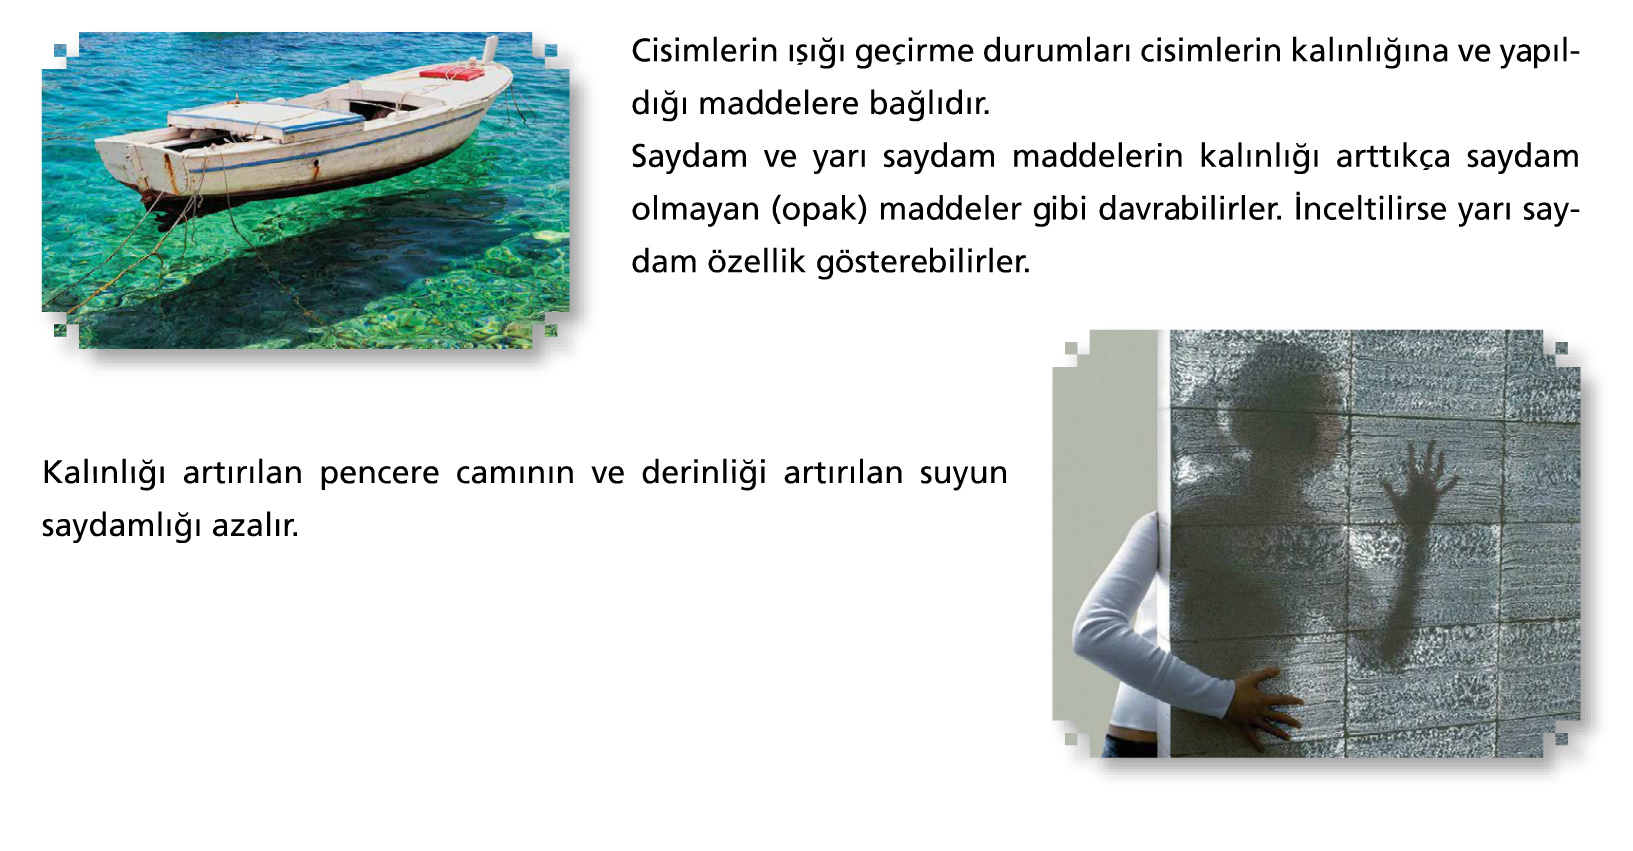 Cisimlerin ışığı geçirme durumları cisimlerin kalınlığına ve yapıl-
dığı maddelere bağlıdır.
Saydam ve yarı saydam maddelerin kalınlığı arttıkça saydam
olmayan (opak) maddeler gibi davrabilirler. İnceltilirse yarı say-
dam özellik gösterebilirler.
Kalınlığı artırılan pencere camının ve derinliği artırılan suyun
saydamlığı azalır.